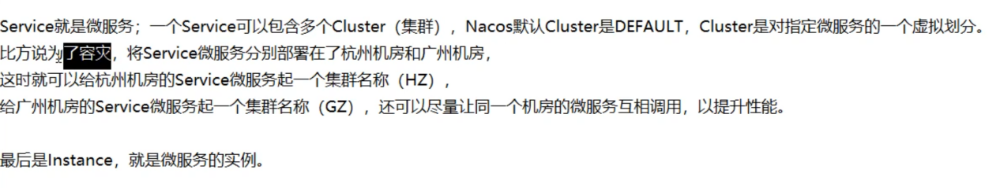 Service就是微服务；一个Service可以包含多个Cluster（集群），Nacos默认Cluster是DEFAULT，Cluster是对指定微服务的一个虚拟划分。
比方说为了容灾，将Service微服务分别部署在了杭州机房和广州机房，
这时就可以给杭州机房的Service微服务起一个集群名称（HZ），
给广州机房的Service微服务起一个集群名称（GZ），还可以尽量让同一个机房的微服务互相调用，以提升性能。
最后是Instance，就是微服务的实例。